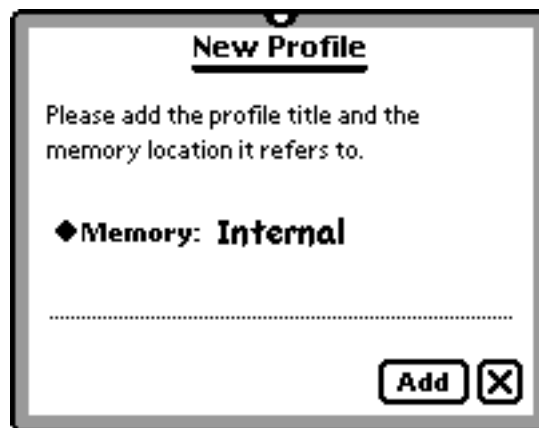 New Profile
Please add the profile title and the
memory location it refers to.
◆Memory: Internal
Add